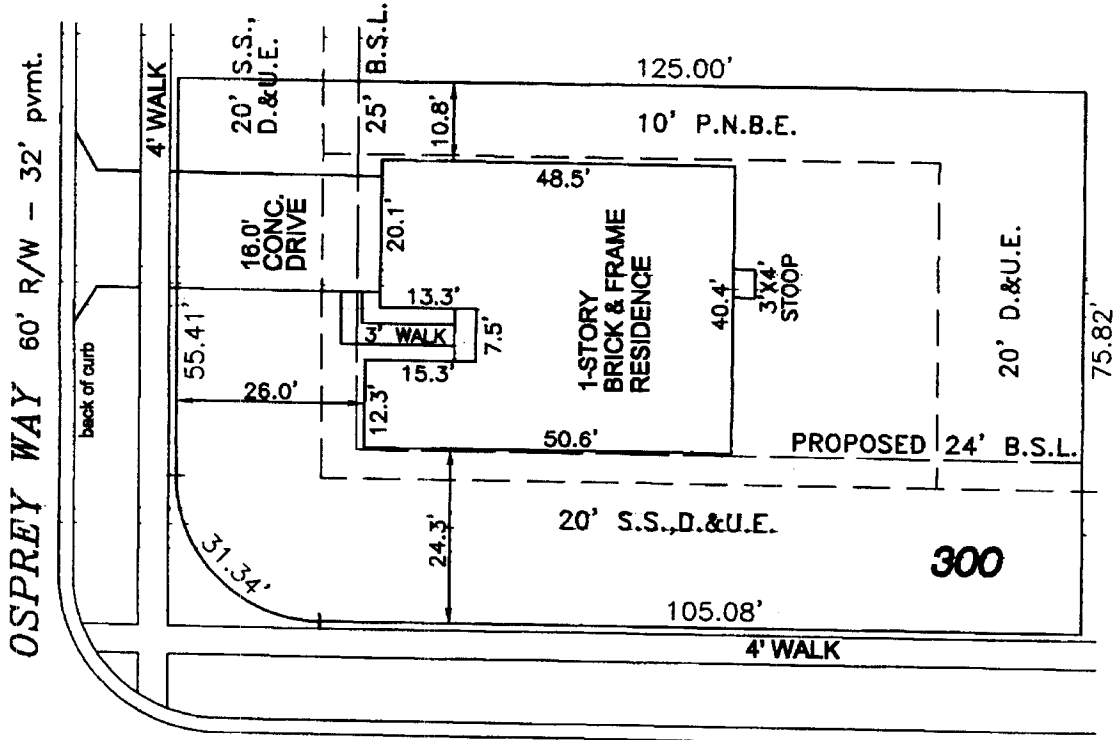 OSPREY WAY 60' R/W - 32' pvmt.
back of curb
4' WALK
20' S.S.,
D.&U.E.
25' B.S.L.
125.00'
10.8'
10' P.N.B.E.
48.5'
16.0'
CONC.
DRIVE
20.1'
13.3'
3' WALK
7.5'
15.3'
55.41'
26.0'
12.3'
1-STORY
BRICK & FRAME
RESIDENCE
40.4'
3'X4'
STOOP
20' D.&U.E.
75.82'
50.6'
PROPOSED 24' B.S.L.
24.3'
20' S.S.,D.&U.E.
31.34'
300
105.08'
4' WALK